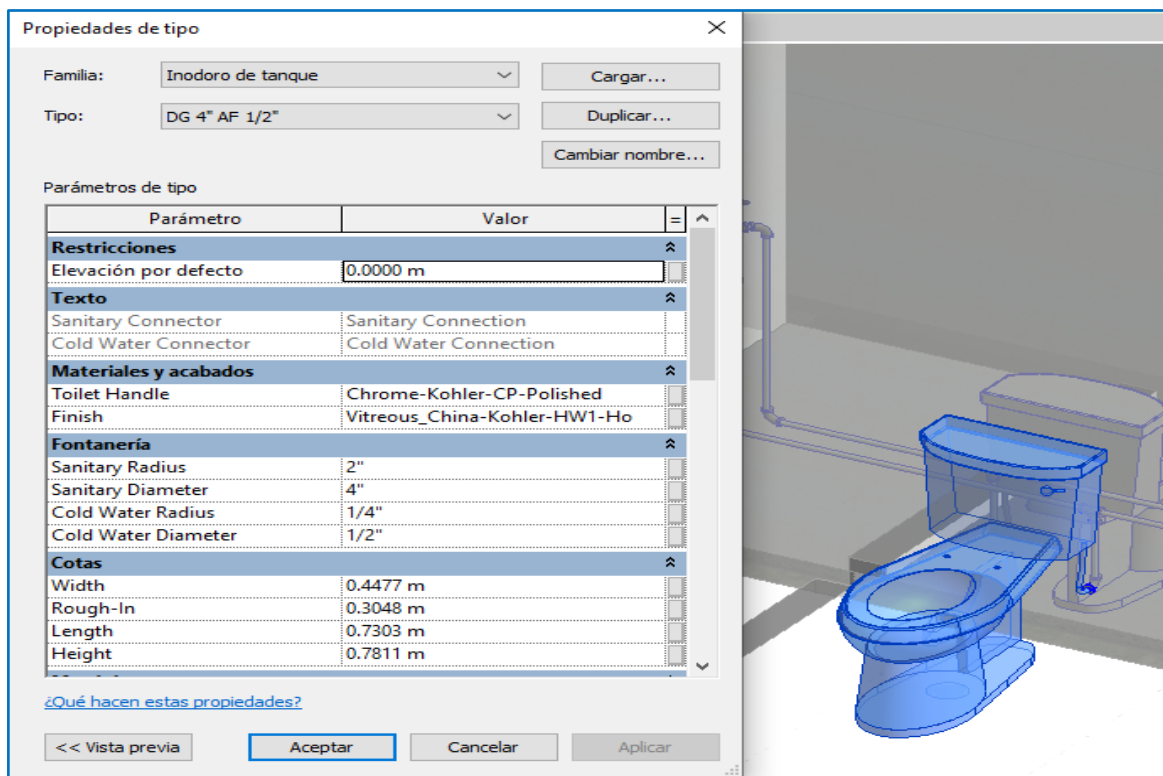 Propiedades de tipo
Familia: Inodoro de tanque Cargar...
Tipo: DG 4" AF 1/2" Duplicar...
Cambiar nombre...
Parámetros de tipo
Parámetro Valor =
Restricciones
Elevación por defecto 0.0000 m
Texto
Sanitary Connector Sanitary Connection
Cold Water Connector Cold Water Connection
Materiales y acabados
Toilet Handle Chrome-Kohler-CP-Polished
Finish Vitreous_China-Kohler-HW1-Ho
Fontanería
Sanitary Radius 2"
Sanitary Diameter 4"
Cold Water Radius 1/4"
Cold Water Diameter 1/2"
Cotas
Width 0.4477 m
Rough-In 0.3048 m
Length 0.7303 m
Height 0.7811 m
¿Qué hacen estas propiedades?
<< Vista previa Aceptar Cancelar Aplicar